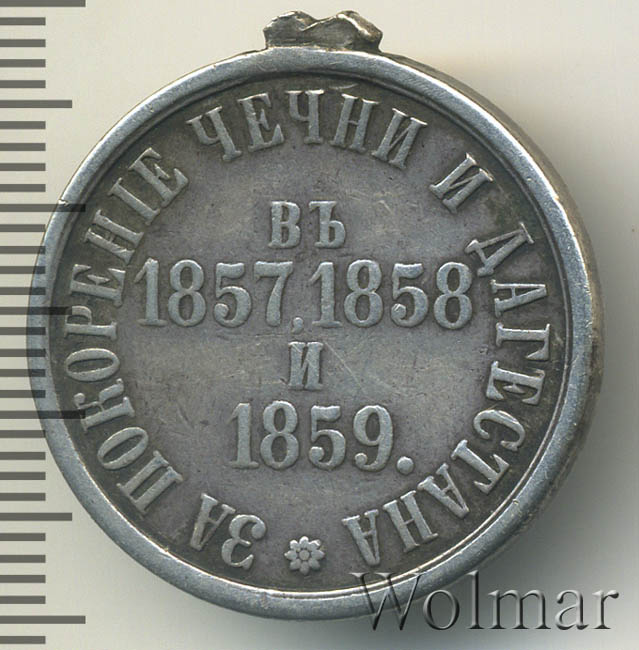 ЗА ПОКОРЕНІЕ ЧЕЧНИ И ДАГЕСТАНА
ВЪ
1857, 1858
И
1859.
Wolmar